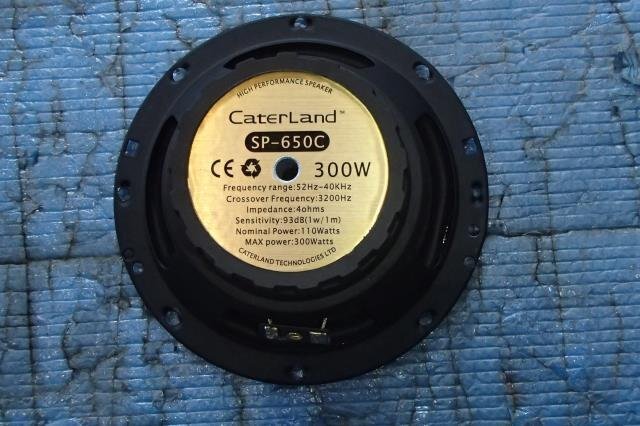 HIGH PERFORMANCE SPEAKER
CATERLAND™
SP-650C
CE 300W
Frequency range:52Hz-40KHz
Crossover Frequency:3200Hz
Impedance:4ohms
Sensitivity:93dB(1w/1m)
Nominal Power:110Watts
MAX power:300Watts
CATERLAND TECHNOLOGIES LTD